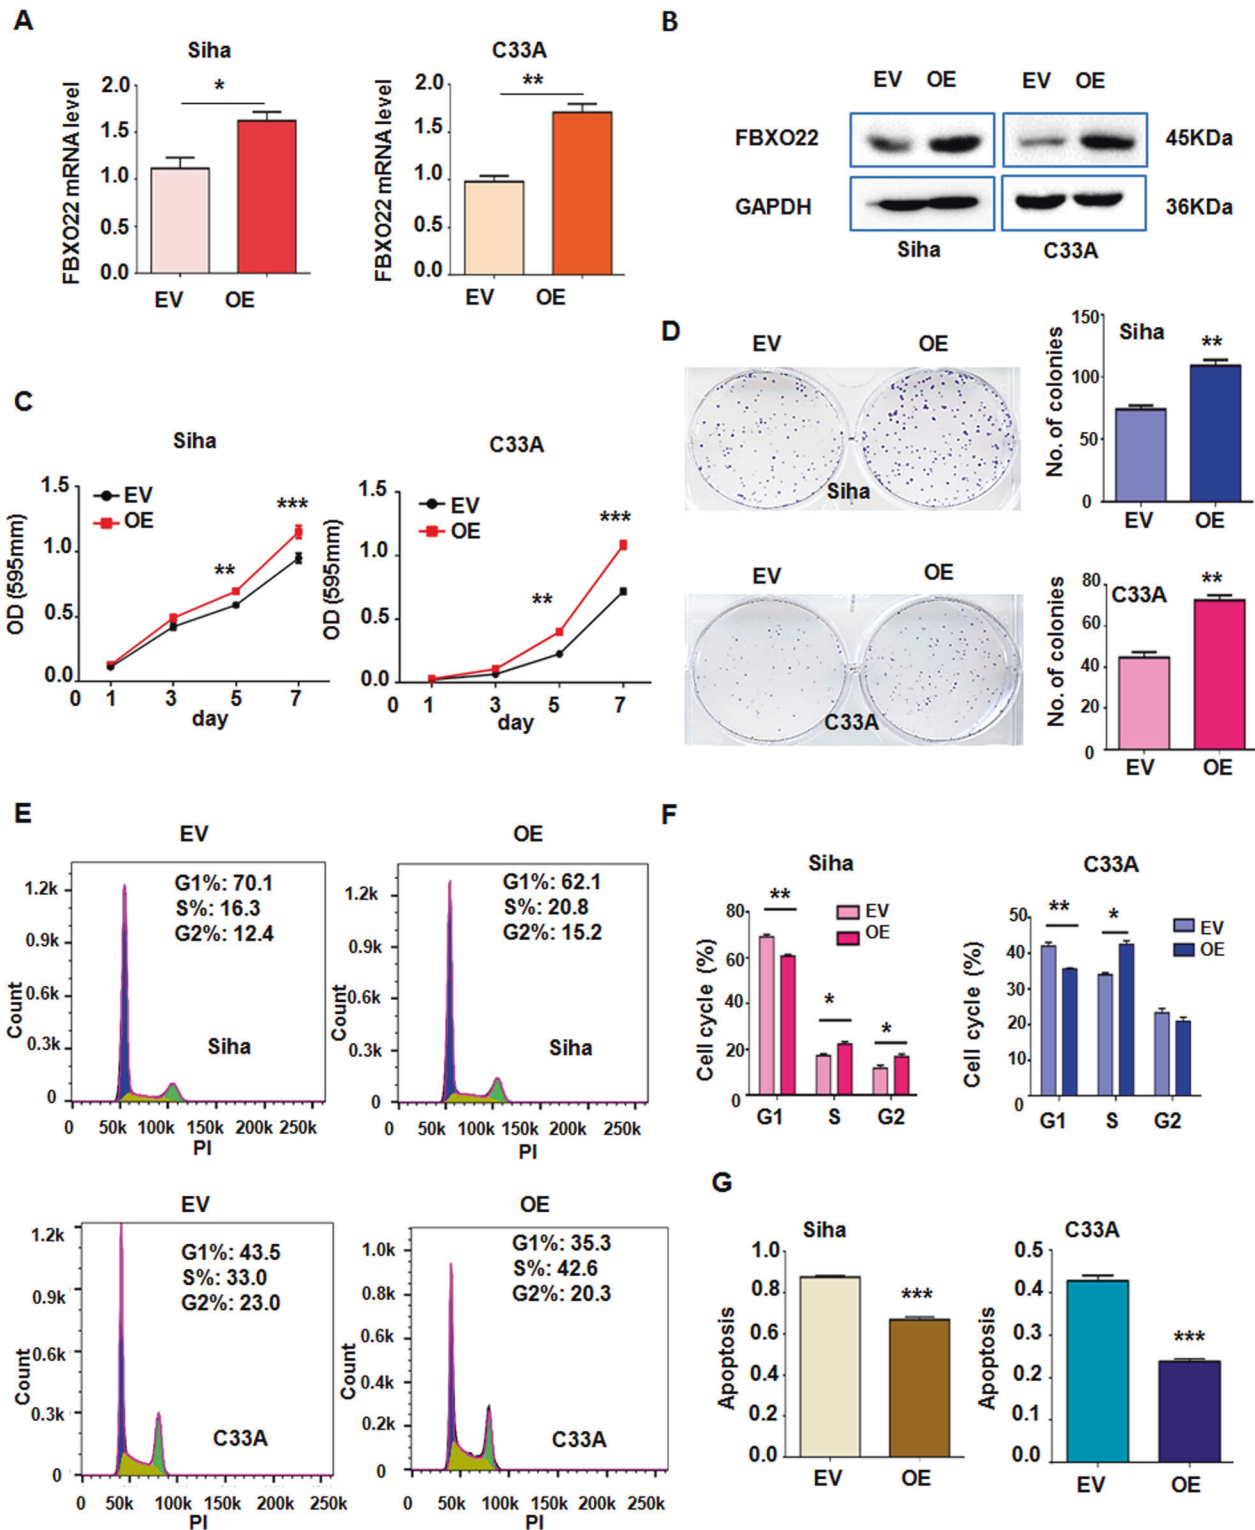 A
Siha
C33A
FBXO22 mRNA level
2.0
1.5
1.0
0.5
0.0
*
EV OE
FBXO22 mRNA level
2.0
1.5
1.0
0.5
0.0
**
EV OE
B
EV OE EV OE
FBXO22
45KDa
GAPDH
36KDa
Siha
C33A
C
Siha
OD (595mm)
1.5
1.0
0.5
0.0
EV
OE
**
***
0 1 3 5 7
day
C33A
OD (595mm)
1.5
1.0
0.5
0.0
EV
OE
**
***
0 1 3 5 7
day
D
EV OE
Siha
No. of colonies
150
100
50
0
Siha
**
EV OE
EV OE
C33A
No. of colonies
80
60
40
20
0
C33A
**
EV OE
E
EV
Count
1.2k
0.9k
0.6k
0.3k
0
G1%: 70.1
S%: 16.3
G2%: 12.4
Siha
0 50k 100k 150k 200k 250k
PI
OE
Count
1.2k
0.9k
0.6k
0.3k
0
G1%: 62.1
S%: 20.8
G2%: 15.2
Siha
0 50k 100k 150k 200k 250k
PI
EV
Count
1.2k
0.9k
0.6k
0.3k
0
G1%: 43.5
S%: 33.0
G2%: 23.0
C33A
0 50k 100k 150k 200k 250k
PI
OE
Count
1.0k
0.8k
0.6k
0.4k
0.2k
0
G1%: 35.3
S%: 42.6
G2%: 20.3
C33A
0 50k 100k 150k 200k 250k
PI
F
Siha
Cell cycle (%)
80
60
40
20
0
**
*
*
EV
OE
G1 S G2
C33A
Cell cycle (%)
50
40
30
20
10
0
**
*
EV
OE
G1 S G2
G
Siha
Apoptosis
1.0
0.8
0.6
0.4
0.2
0.0
***
EV OE
C33A
Apoptosis
0.5
0.4
0.3
0.2
0.1
0.0
***
EV OE